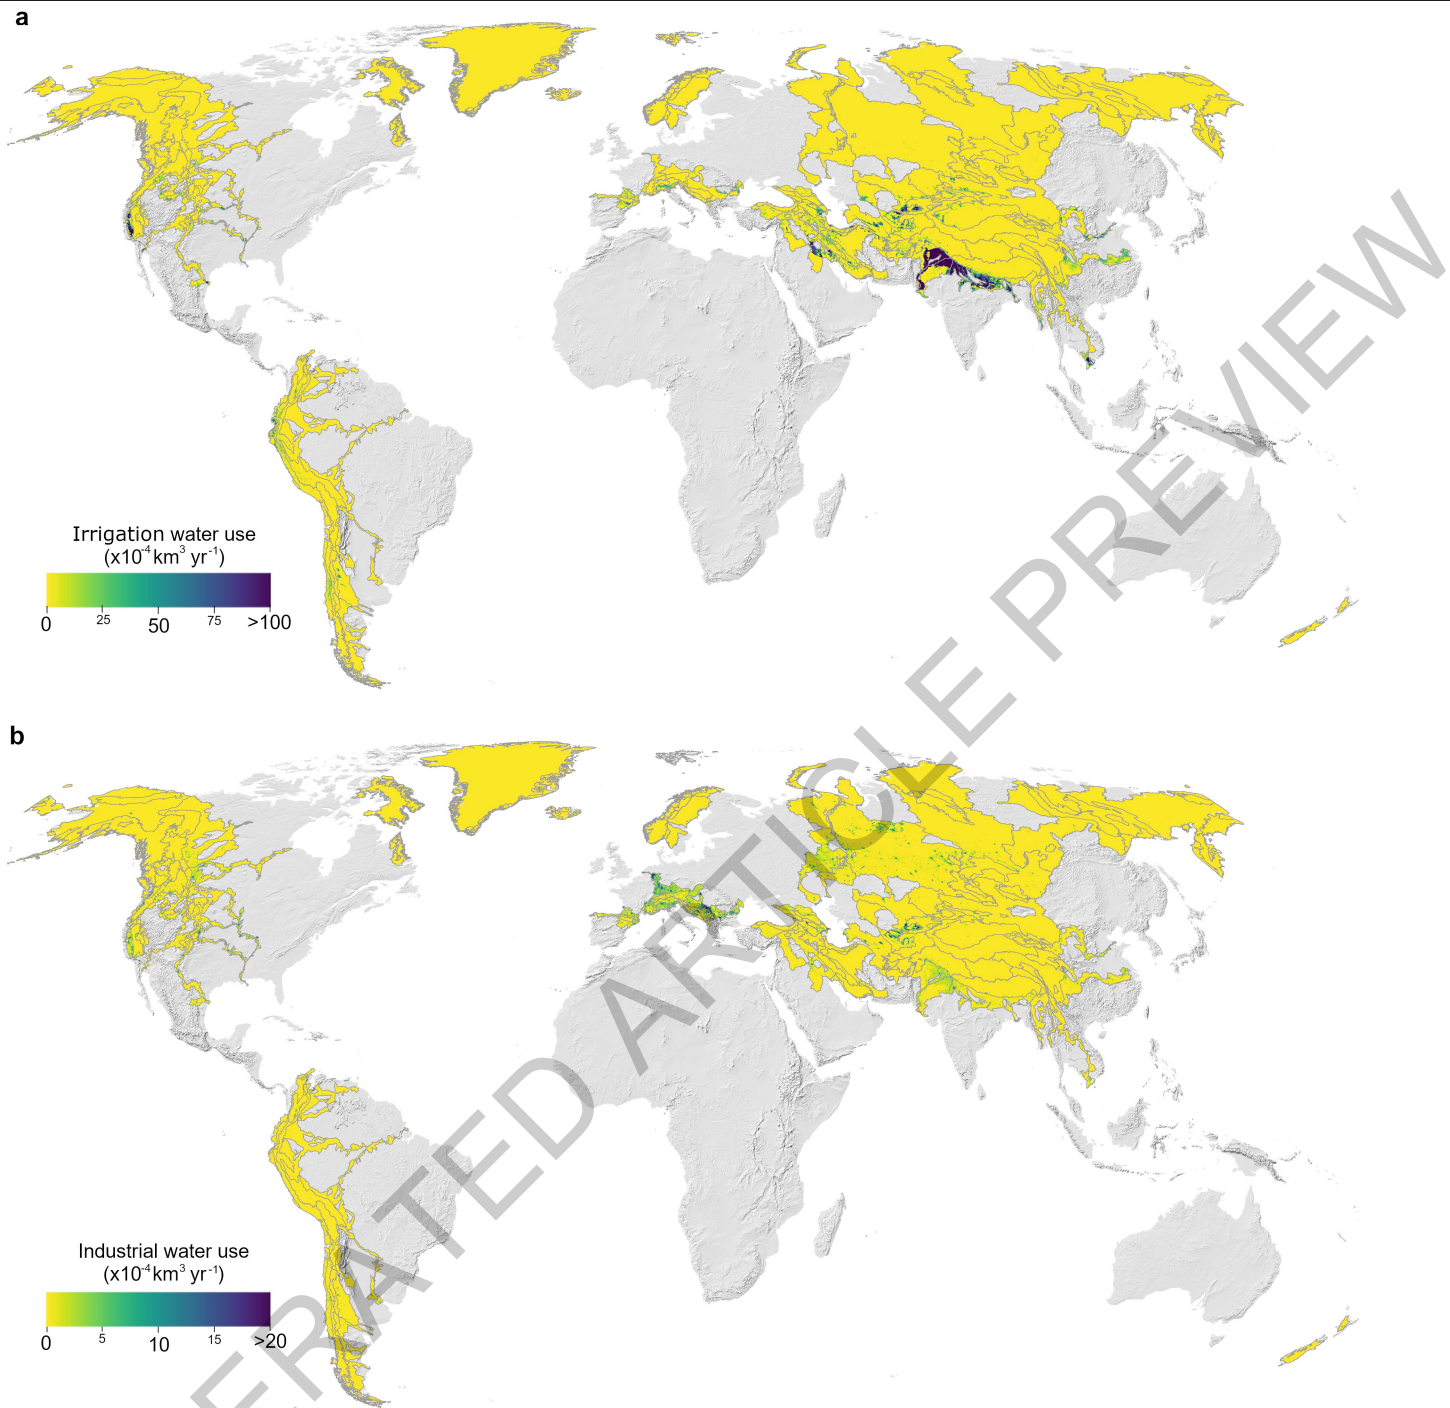 a
Irrigation water use
(x10-4 km3 yr-1)
0 25 50 75 >100
b
Industrial water use
(x10-4 km3 yr-1)
0 5 10 15 >20
ERATED ARTICLE PREVIEW